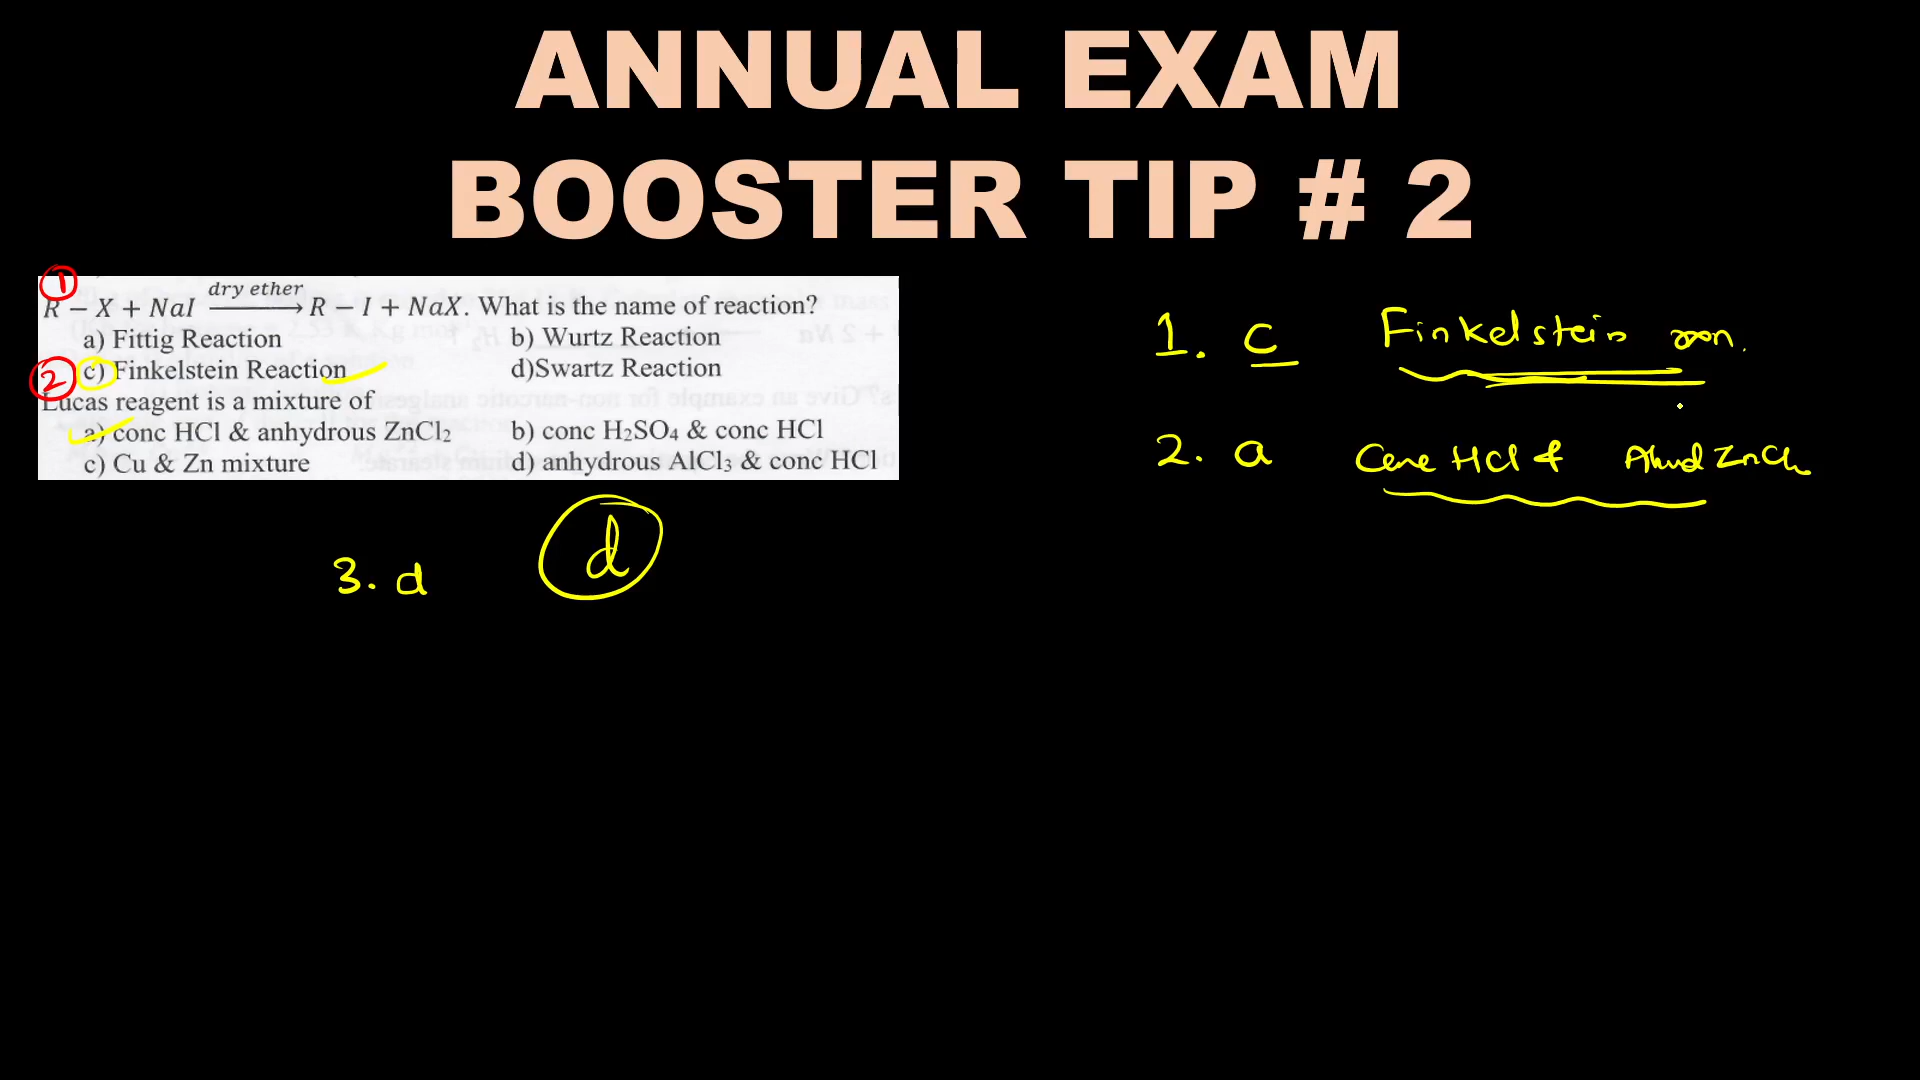 ANNUAL EXAM
BOOSTER TIP # 2
1
R − X + NaI \xrightarrow{dry ether} R − I + NaX. What is the name of reaction?
a) Fittig Reaction b) Wurtz Reaction
2 c) Finkelstein Reaction d)Swartz Reaction
Lucas reagent is a mixture of
a) conc HCl & anhydrous ZnCl₂ b) conc H₂SO₄ & conc HCl
c) Cu & Zn mixture d) anhydrous AlCl₃ & conc HCl
1. c Finkelstein
2. a Conc HCl &
3. d d